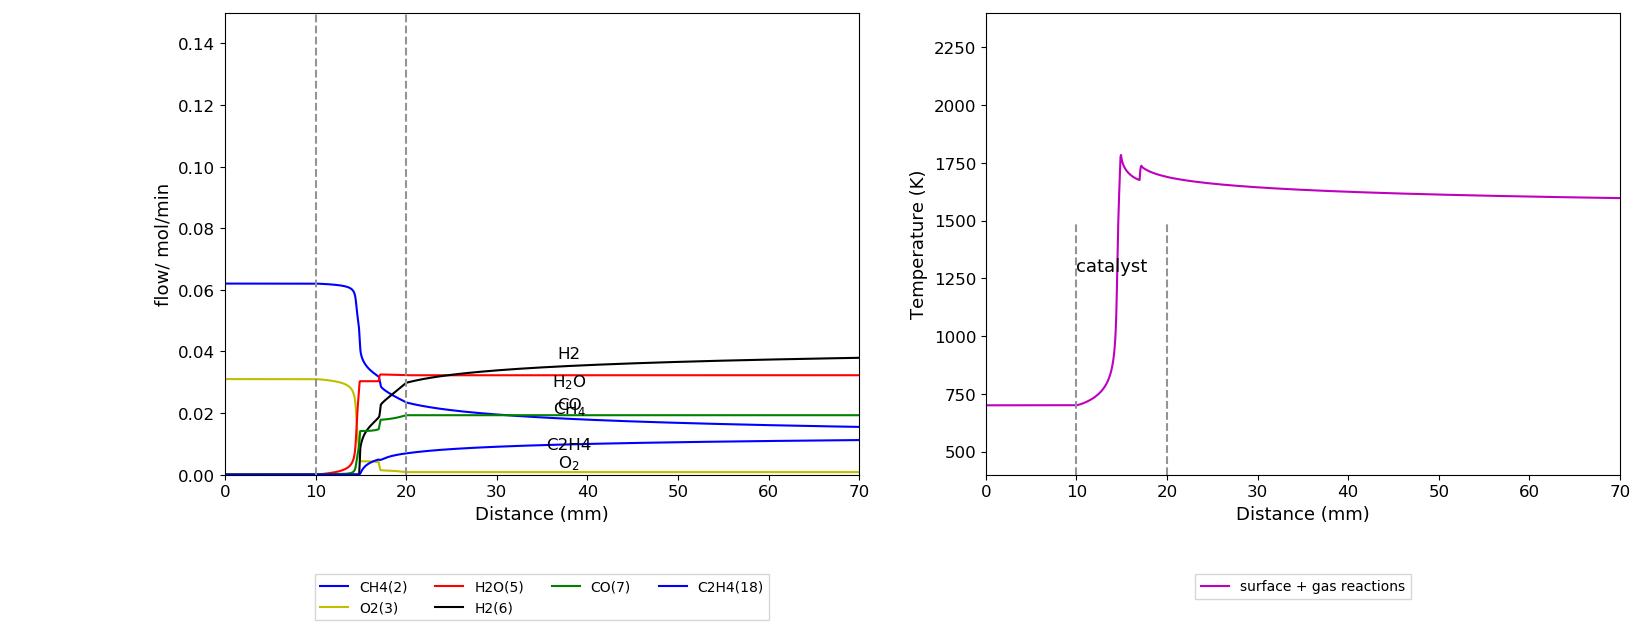 0.14
0.12
0.10
0.08
0.06
0.04
0.02
0.00
flow/ mol/min
H2
H₂O
CO
CH₄
C2H4
O₂
0 10 20 30 40 50 60 70
Distance (mm)
CH4(2) H2O(5) CO(7) C2H4(18)
O2(3) H2(6)
2250
2000
1750
1500
1250
1000
750
500
Temperature (K)
catalyst
0 10 20 30 40 50 60 70
Distance (mm)
surface + gas reactions